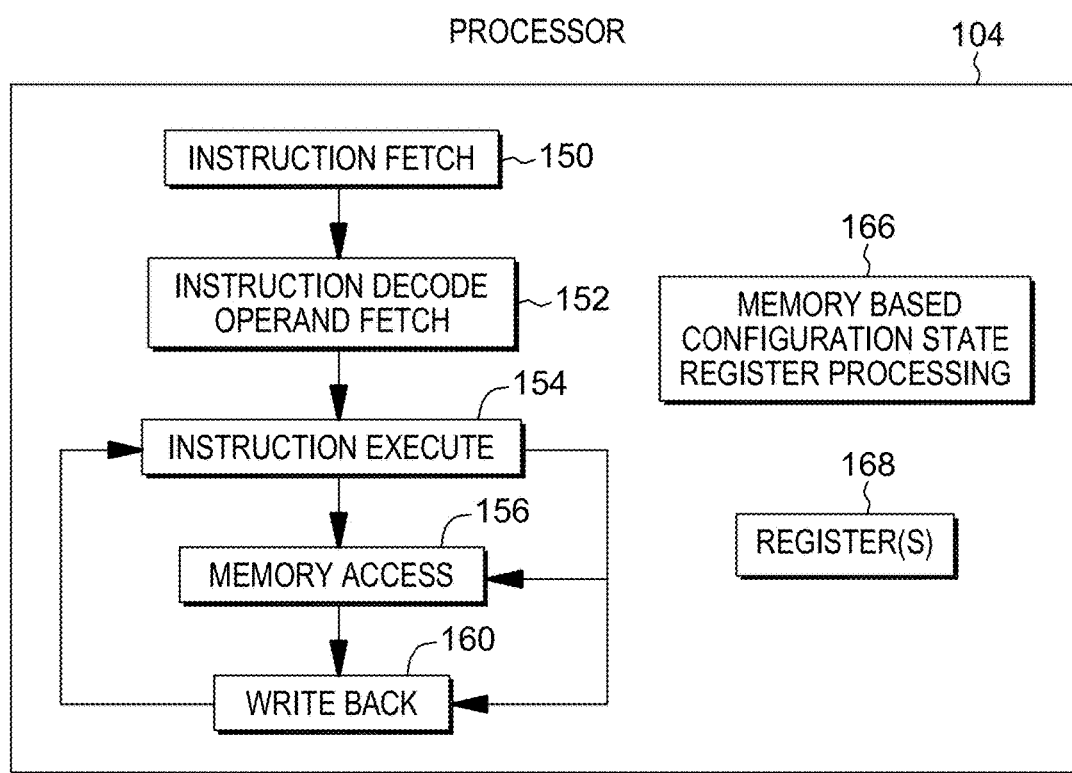 PROCESSOR
104
INSTRUCTION FETCH
150
INSTRUCTION DECODE
OPERAND FETCH
152
154
INSTRUCTION EXECUTE
156
MEMORY ACCESS
160
WRITE BACK
166
MEMORY BASED
CONFIGURATION STATE
REGISTER PROCESSING
168
REGISTER(S)